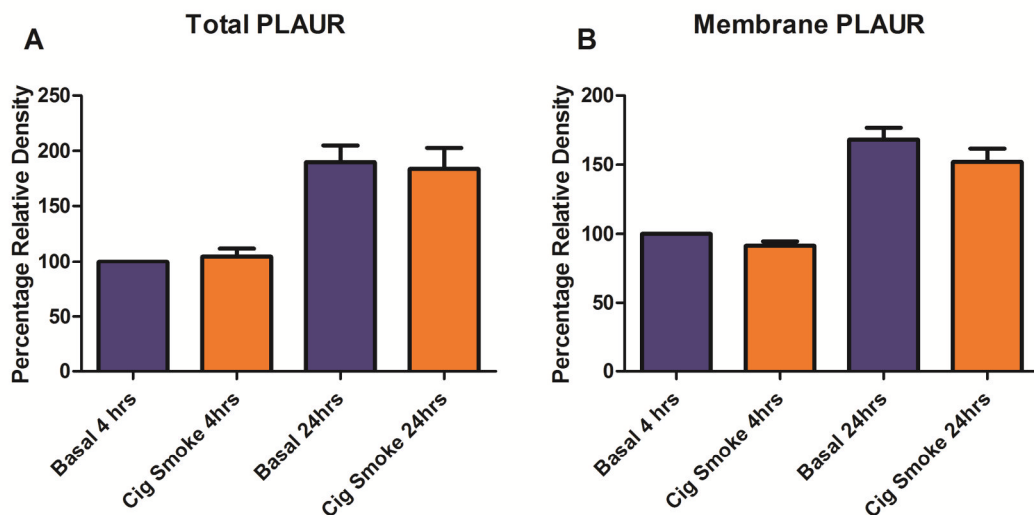 A
Total PLAUR
Percentage Relative Density
250
200
150
100
50
0
Basal 4 hrs
Cig Smoke 4hrs
Basal 24hrs
Cig Smoke 24hrs
B
Membrane PLAUR
Percentage Relative Density
200
150
100
50
0
Basal 4 hrs
Cig Smoke 4hrs
Basal 24hrs
Cig Smoke 24hrs